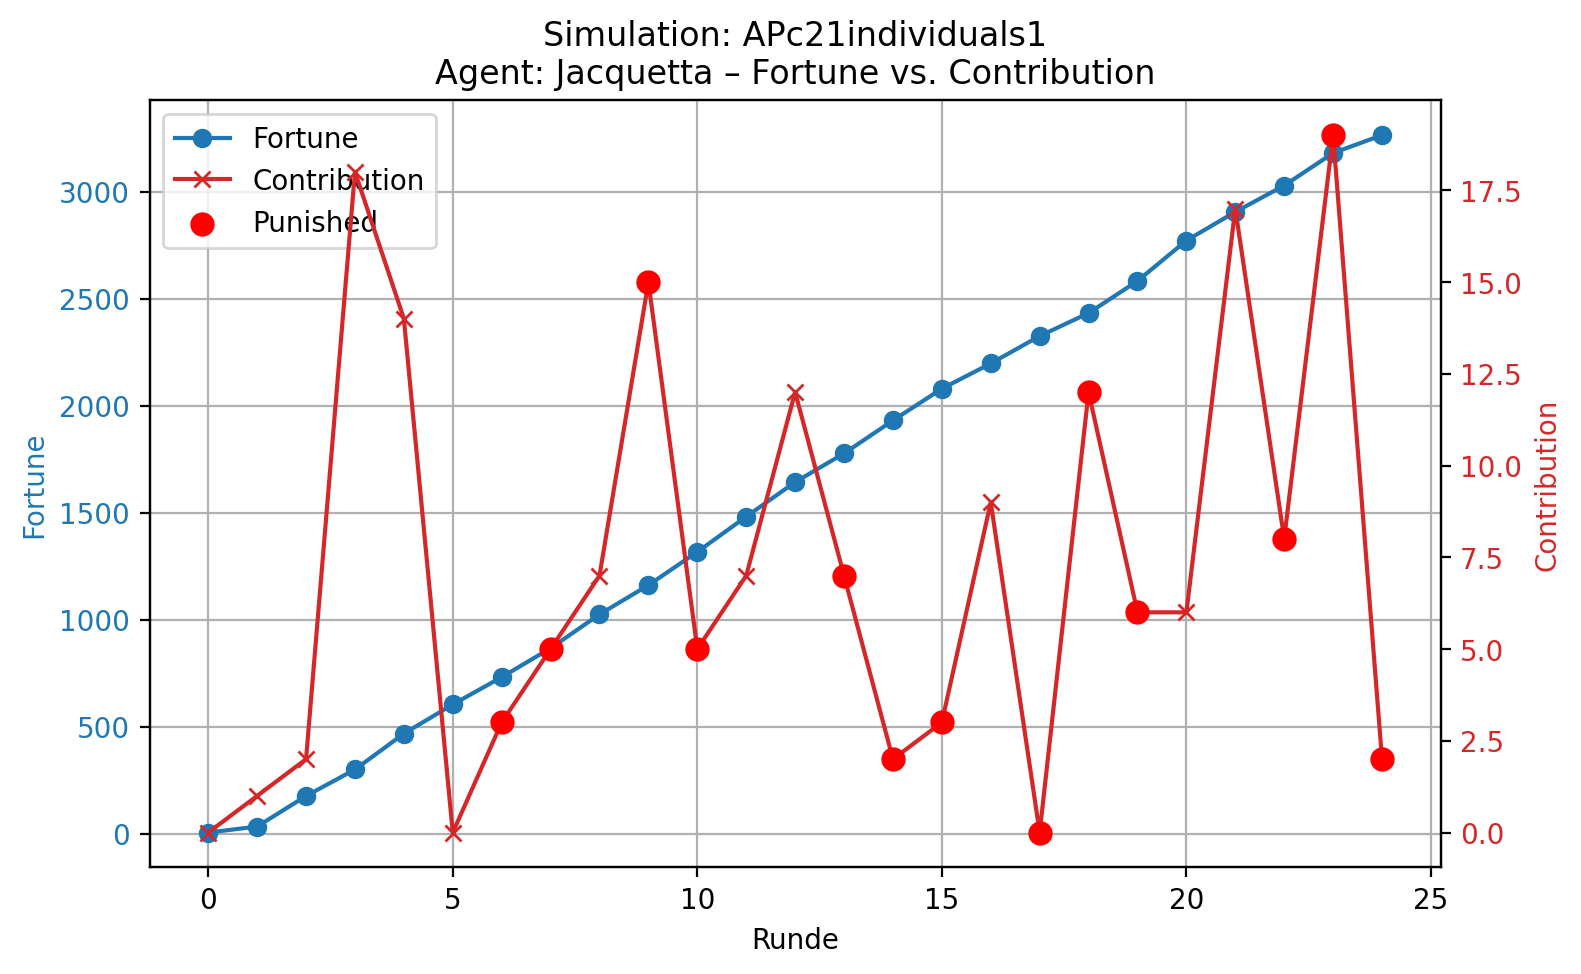 Simulation: APc21individuals1
Agent: Jacquetta – Fortune vs. Contribution
Fortune
Contribution
Punished
3000
2500
2000
1500
1000
500
0
Fortune
17.5
15.0
12.5
10.0
7.5
5.0
2.5
0.0
Contribution
0 5 10 15 20 25
Runde